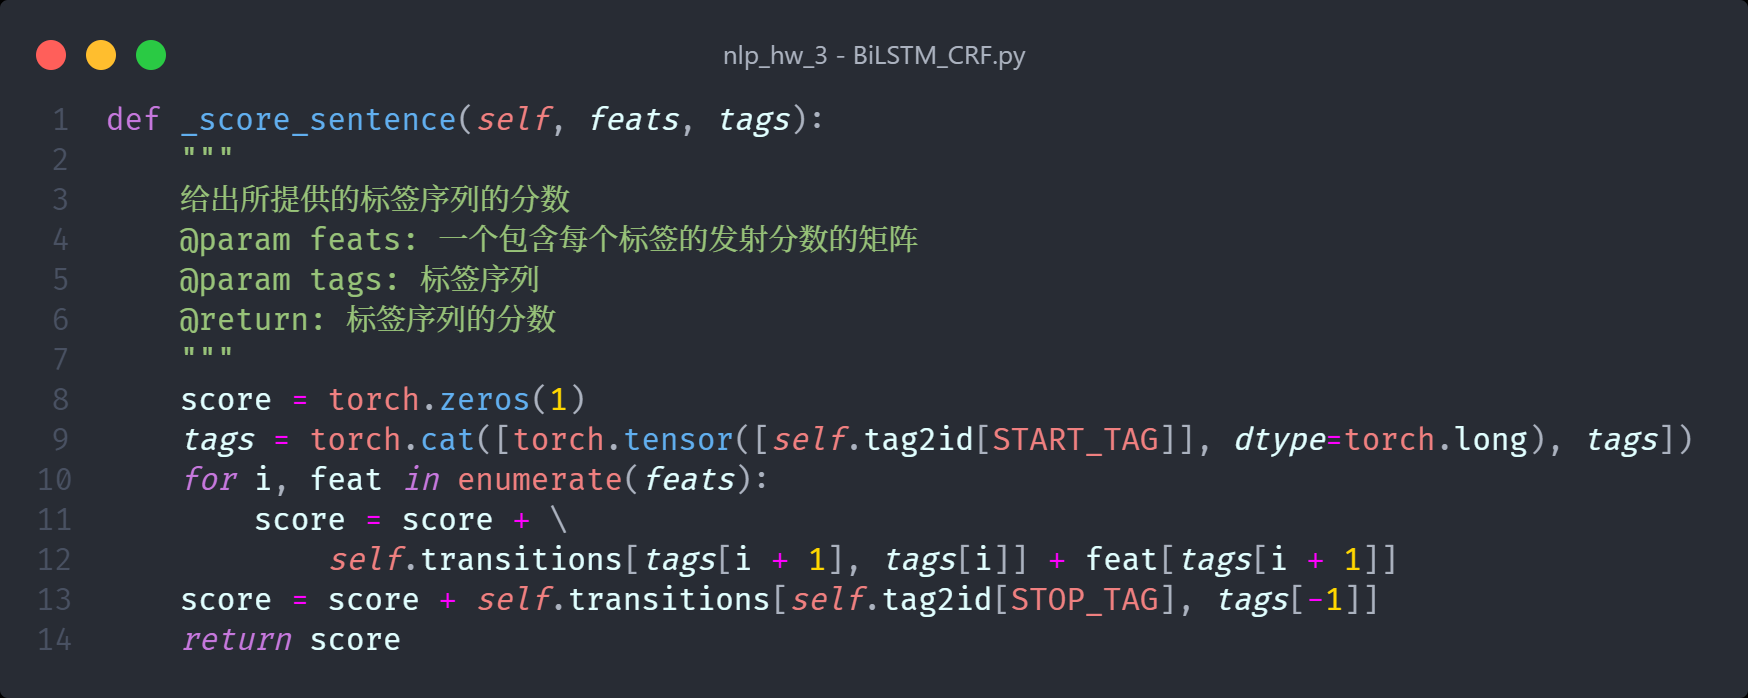 nlp_hw_3 - BiLSTM_CRF.py
1 def _score_sentence(self, feats, tags):
2     """
3     给出所提供的标签序列的分数
4     @param feats: 一个包含每个标签的发射分数的矩阵
5     @param tags: 标签序列
6     @return: 标签序列的分数
7     """
8     score = torch.zeros(1)
9     tags = torch.cat([torch.tensor([self.tag2id[START_TAG]], dtype=torch.long), tags])
10     for i, feat in enumerate(feats):
11         score = score + \
12             self.transitions[tags[i + 1], tags[i]] + feat[tags[i + 1]]
13     score = score + self.transitions[self.tag2id[STOP_TAG], tags[-1]]
14     return score